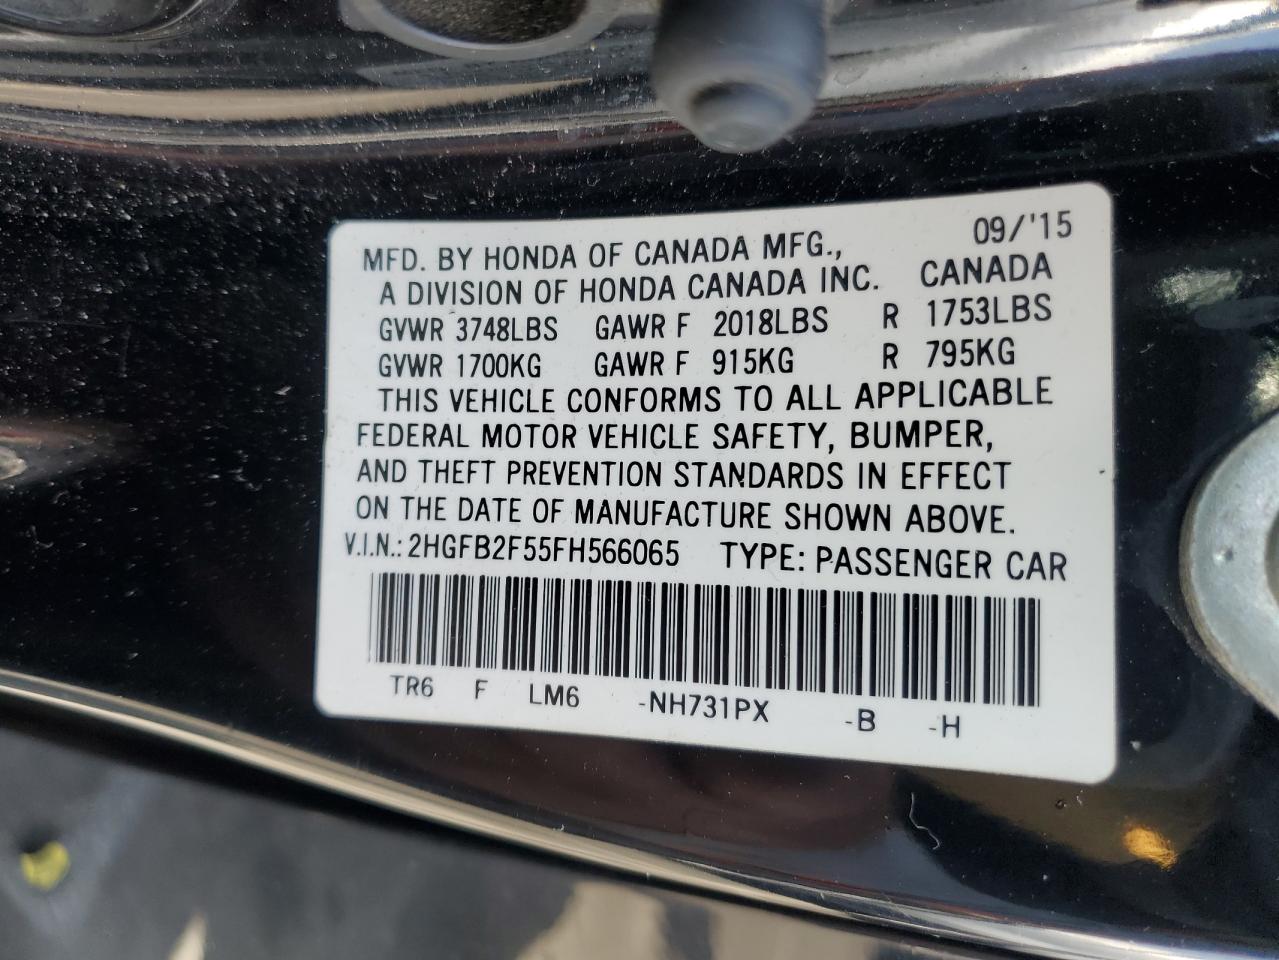 09/'15
MFD. BY HONDA OF CANADA MFG.,
A DIVISION OF HONDA CANADA INC. CANADA
GVWR 3748LBS GAWR F 2018LBS R 1753LBS
GVWR 1700KG GAWR F 915KG R 795KG
THIS VEHICLE CONFORMS TO ALL APPLICABLE
FEDERAL MOTOR VEHICLE SAFETY, BUMPER,
AND THEFT PREVENTION STANDARDS IN EFFECT
ON THE DATE OF MANUFACTURE SHOWN ABOVE.
V.I.N.: 2HGFB2F55FH566065 TYPE: PASSENGER CAR
TR6 F LM6 -NH731PX -B -H